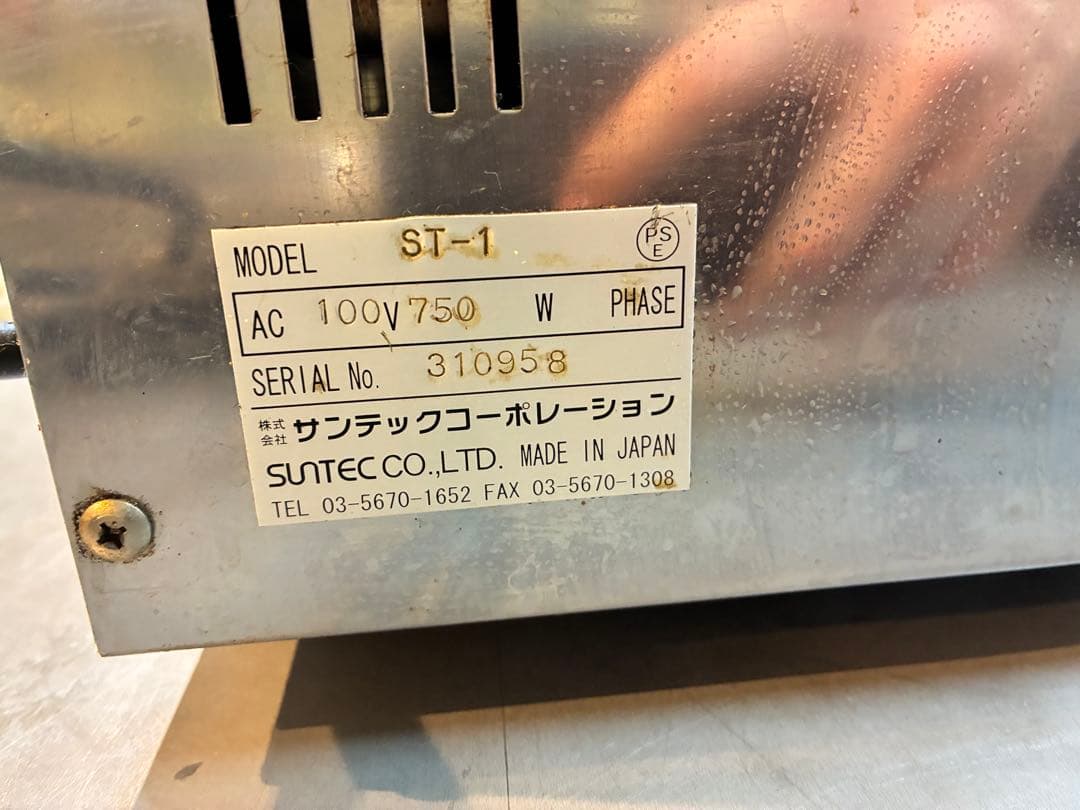 MODEL ST-1 PSE
AC 100V 750 W PHASE
SERIAL No. 310958
株式会社 サンテックコーポレーション
SUNTEC CO.,LTD. MADE IN JAPAN
TEL 03-5670-1652 FAX 03-5670-1308